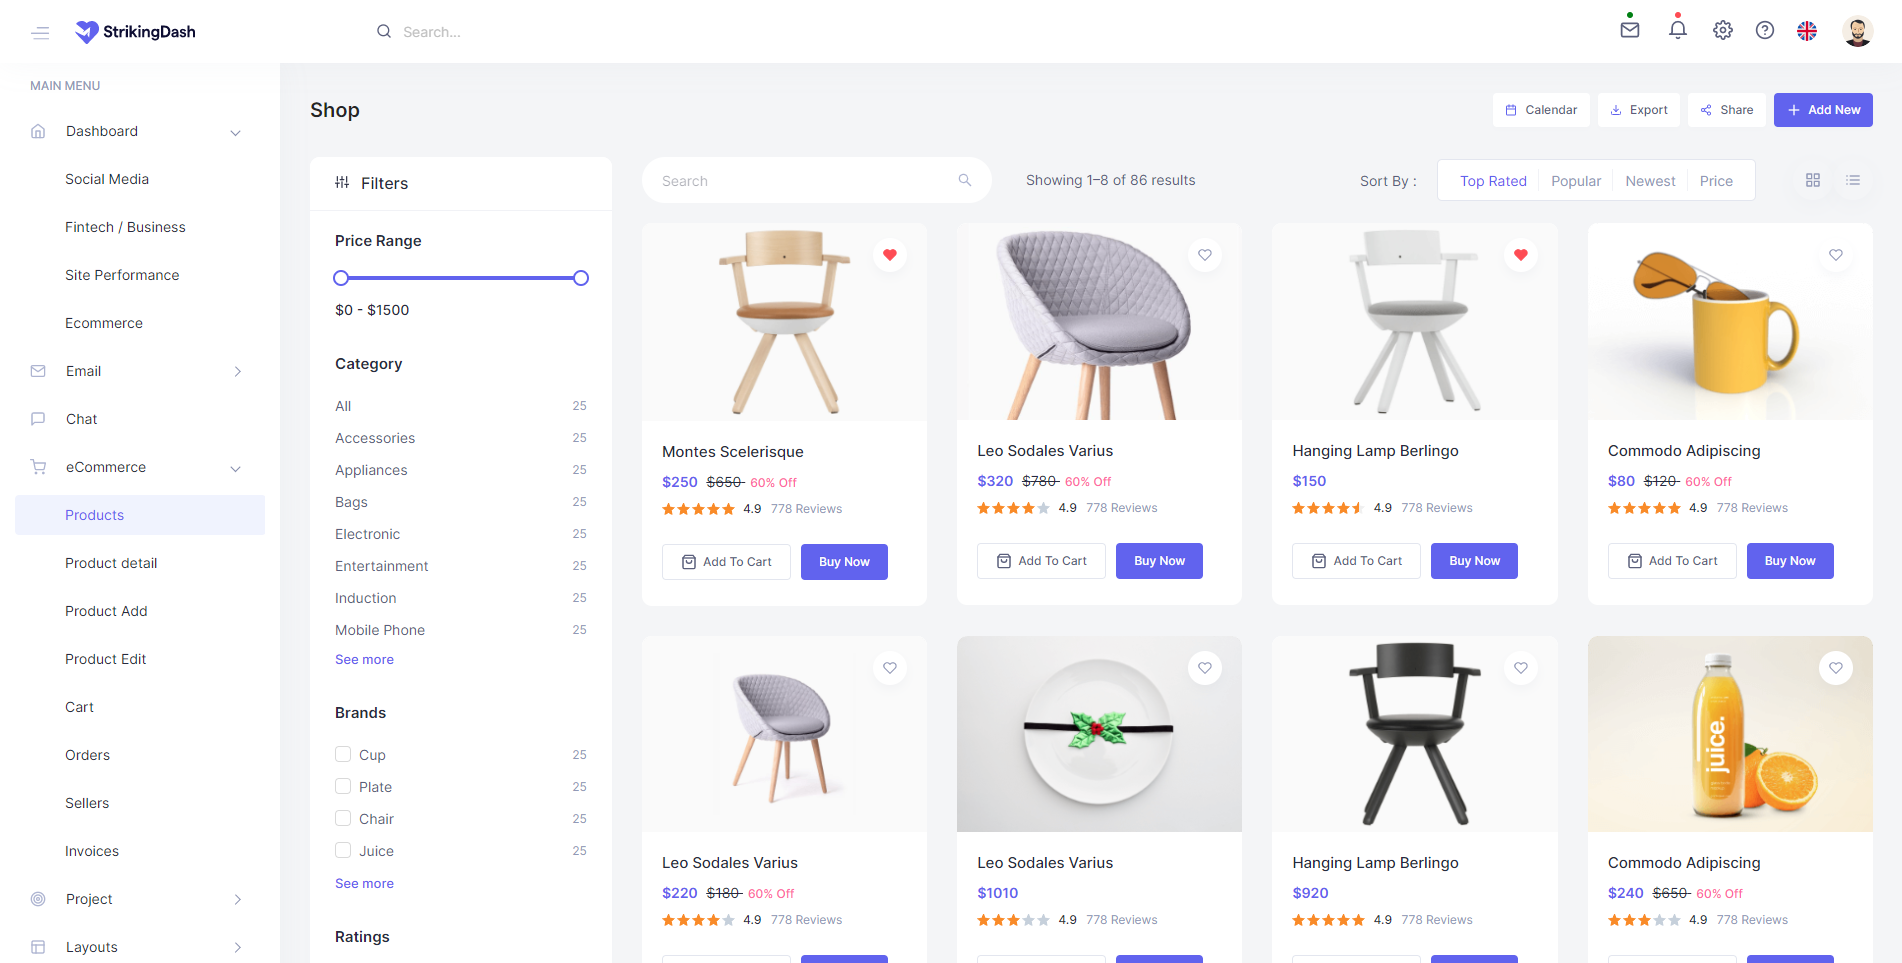 StrikingDash
Search...
MAIN MENU
Dashboard
Social Media
Fintech / Business
Site Performance
Ecommerce
Email
Chat
eCommerce
Products
Product detail
Product Add
Product Edit
Cart
Orders
Sellers
Invoices
Project
Layouts
Shop
Calendar
Export
Share
Add New
Filters
Price Range
$0 - $1500
Category
All 25
Accessories 25
Appliances 25
Bags 25
Electronic 25
Entertainment 25
Induction 25
Mobile Phone 25
See more
Brands
Cup 25
Plate 25
Chair 25
Juice 25
See more
Ratings
Search
Showing 1–8 of 86 results
Sort By :
Top Rated
Popular
Newest
Price
Montes Scelerisque
$250 $650 60% Off
4.9 778 Reviews
Add To Cart
Buy Now
Leo Sodales Varius
$320 $780 60% Off
4.9 778 Reviews
Add To Cart
Buy Now
Hanging Lamp Berlingo
$150
4.9 778 Reviews
Add To Cart
Buy Now
Commodo Adipiscing
$80 $120 60% Off
4.9 778 Reviews
Add To Cart
Buy Now
Leo Sodales Varius
$220 $180 60% Off
4.9 778 Reviews
Leo Sodales Varius
$1010
4.9 778 Reviews
Hanging Lamp Berlingo
$920
4.9 778 Reviews
juice.
Commodo Adipiscing
$240 $650 60% Off
4.9 778 Reviews